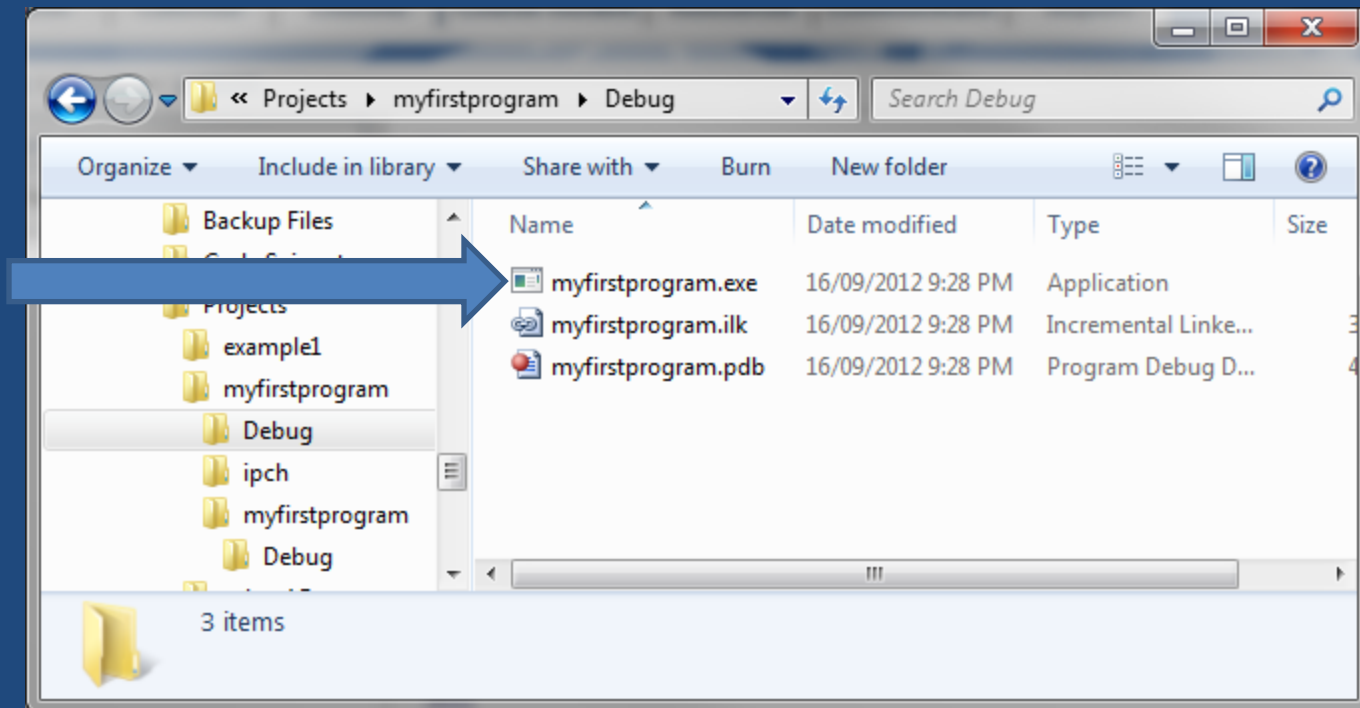 « Projects ▸ myfirstprogram ▸ Debug
Search Debug
Organize Include in library Share with Burn New folder
Backup Files
Projects
example1
myfirstprogram
Debug
ipch
myfirstprogram
Debug
Name Date modified Type Size
myfirstprogram.exe 16/09/2012 9:28 PM Application
myfirstprogram.ilk 16/09/2012 9:28 PM Incremental Linke... 3
myfirstprogram.pdb 16/09/2012 9:28 PM Program Debug D... 4
3 items